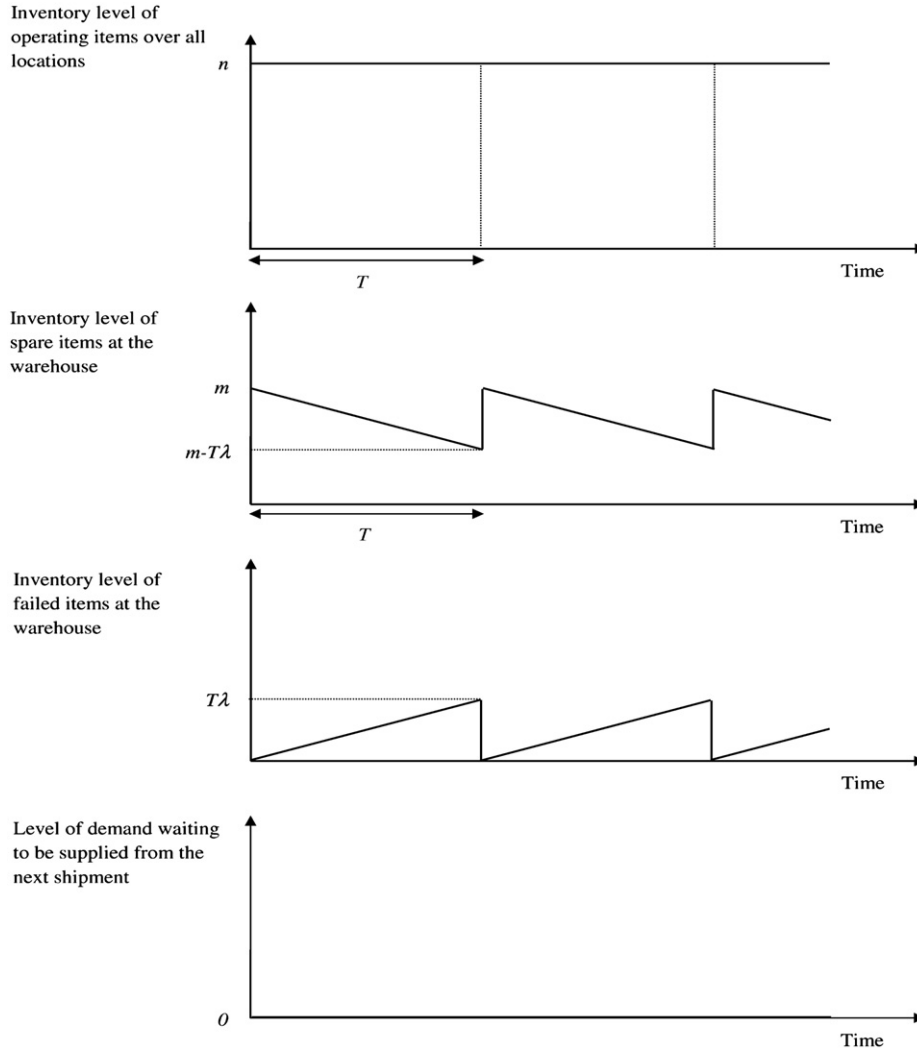 Inventory level of
operating items over all
locations
n
Time
T
Inventory level of
spare items at the
warehouse
m
m-Tλ
Time
T
Inventory level of
failed items at the
warehouse
Tλ
Time
Level of demand waiting
to be supplied from the
next shipment
0
Time